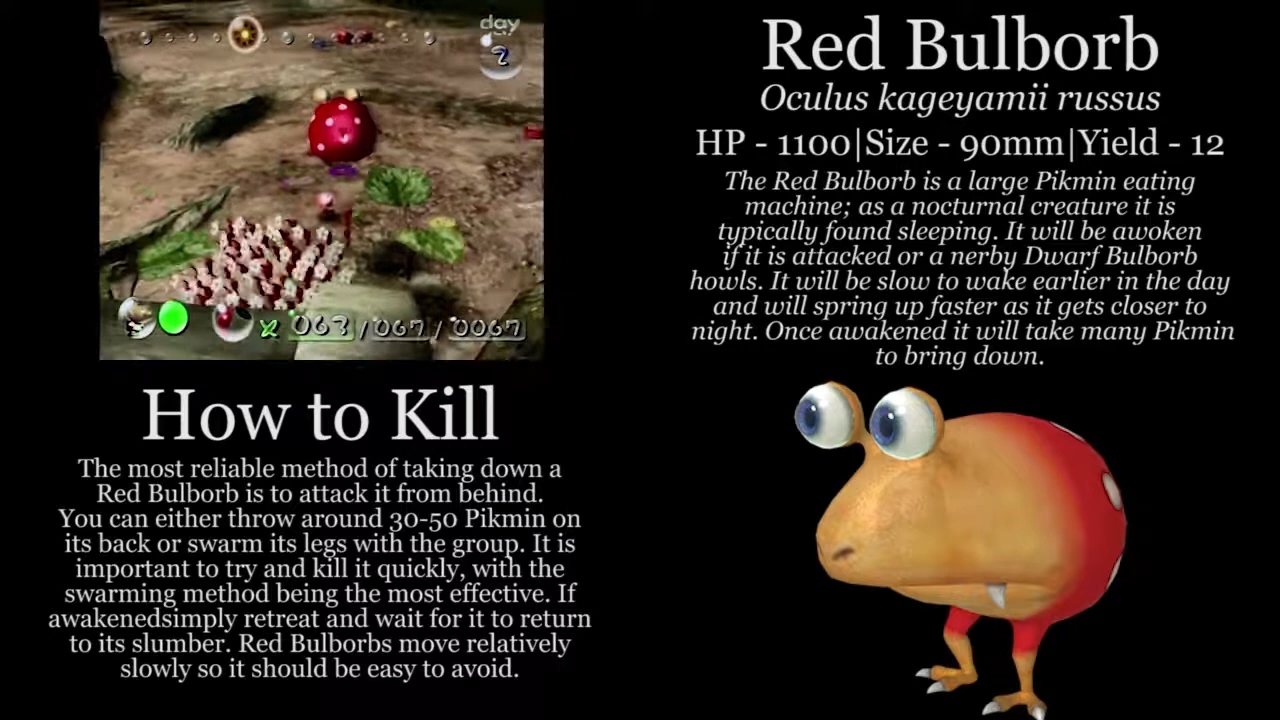 day
2
063/067/0067
How to Kill
The most reliable method of taking down a
Red Bulborb is to attack it from behind.
You can either throw around 30-50 Pikmin on
its back or swarm its legs with the group. It is
important to try and kill it quickly, with the
swarming method being the most effective. If
awakenedsimply retreat and wait for it to return
to its slumber. Red Bulborbs move relatively
slowly so it should be easy to avoid.
Red Bulborb
Oculus kageyamii russus
HP - 1100|Size - 90mm|Yield - 12
The Red Bulborb is a large Pikmin eating
machine; as a nocturnal creature it is
typically found sleeping. It will be awoken
if it is attacked or a nerby Dwarf Bulborb
howls. It will be slow to wake earlier in the day
and will spring up faster as it gets closer to
night. Once awakened it will take many Pikmin
to bring down.